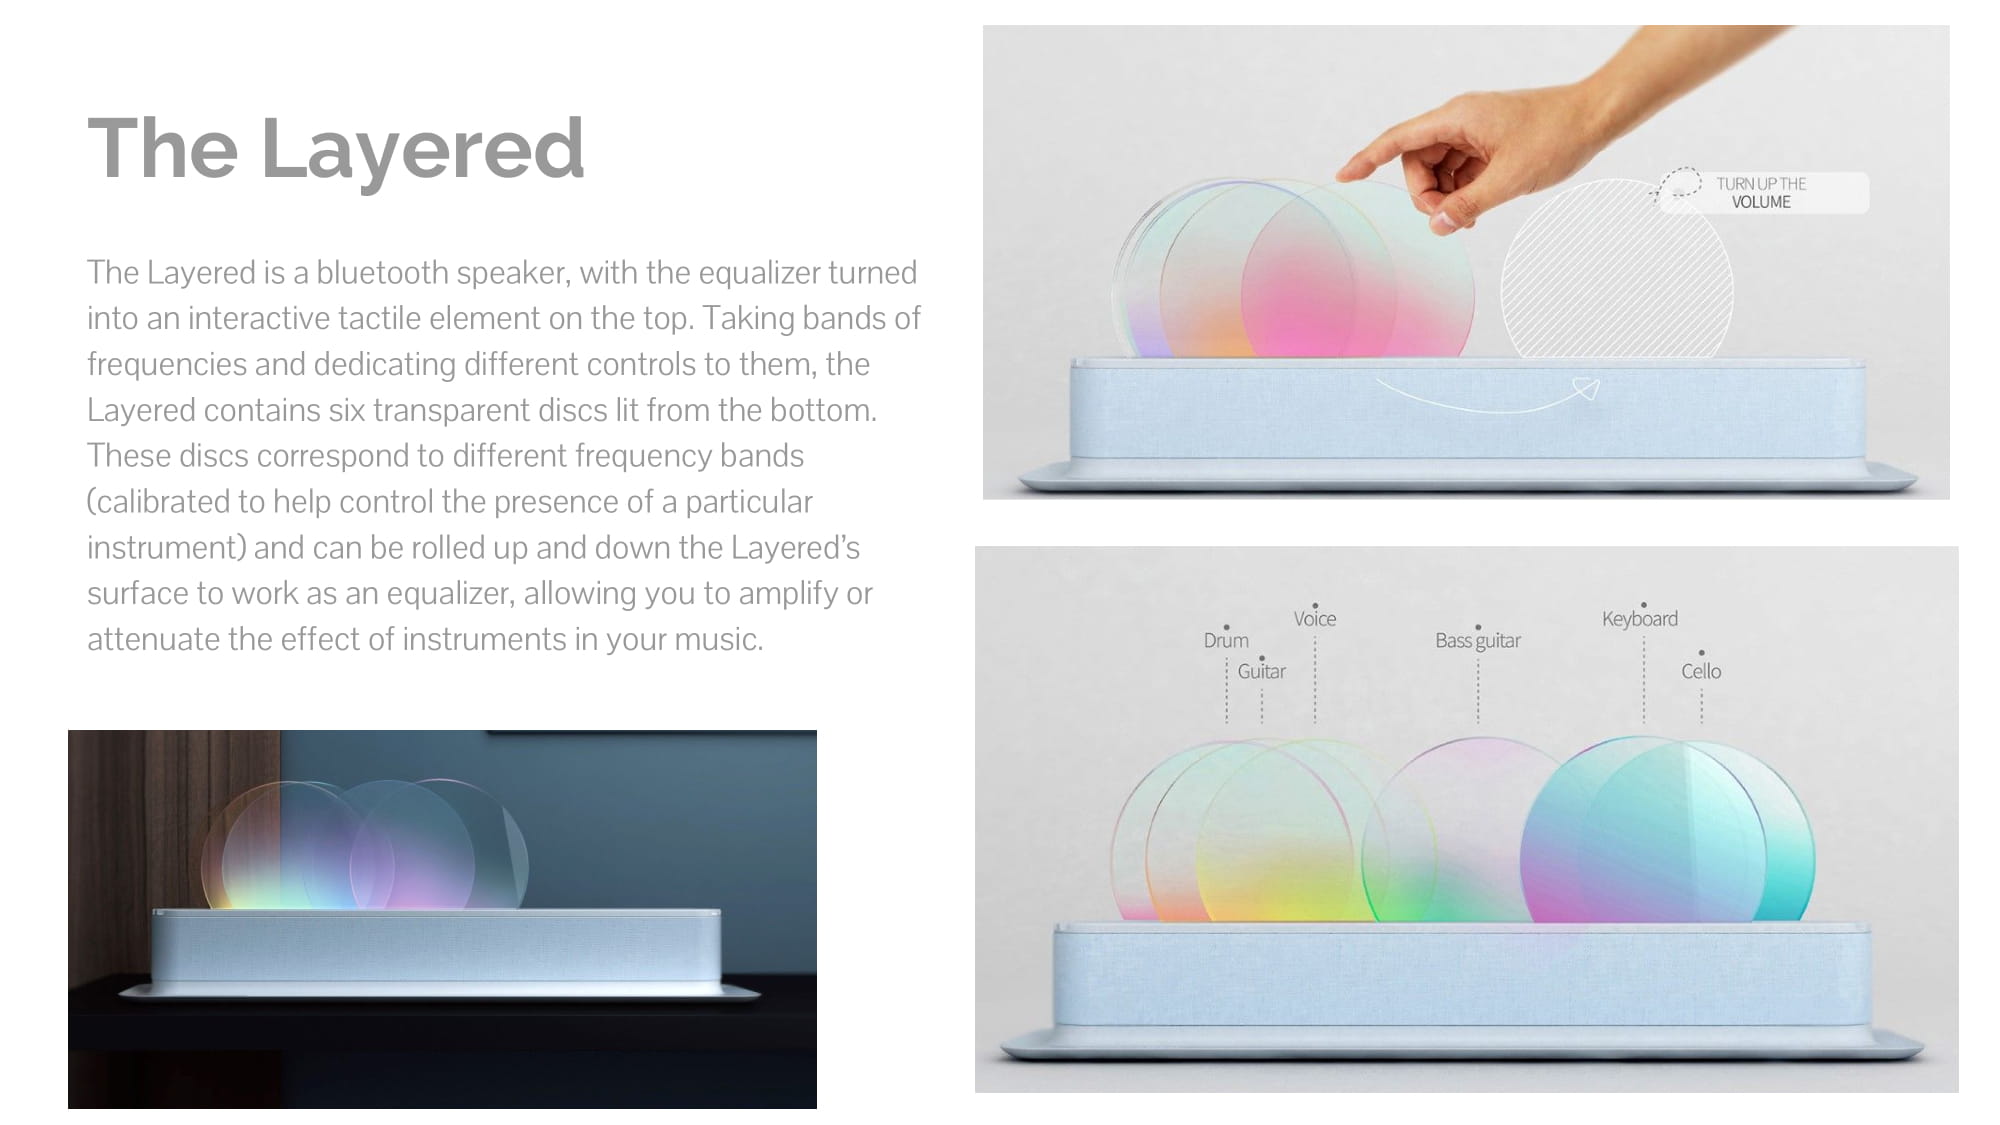 The Layered
The Layered is a bluetooth speaker, with the equalizer turned
into an interactive tactile element on the top. Taking bands of
frequencies and dedicating different controls to them, the
Layered contains six transparent discs lit from the bottom.
These discs correspond to different frequency bands
(calibrated to help control the presence of a particular
instrument) and can be rolled up and down the Layered’s
surface to work as an equalizer, allowing you to amplify or
attenuate the effect of instruments in your music.
TURN UP THE
VOLUME
Voice
Keyboard
Drum
Bass guitar
Guitar
Cello